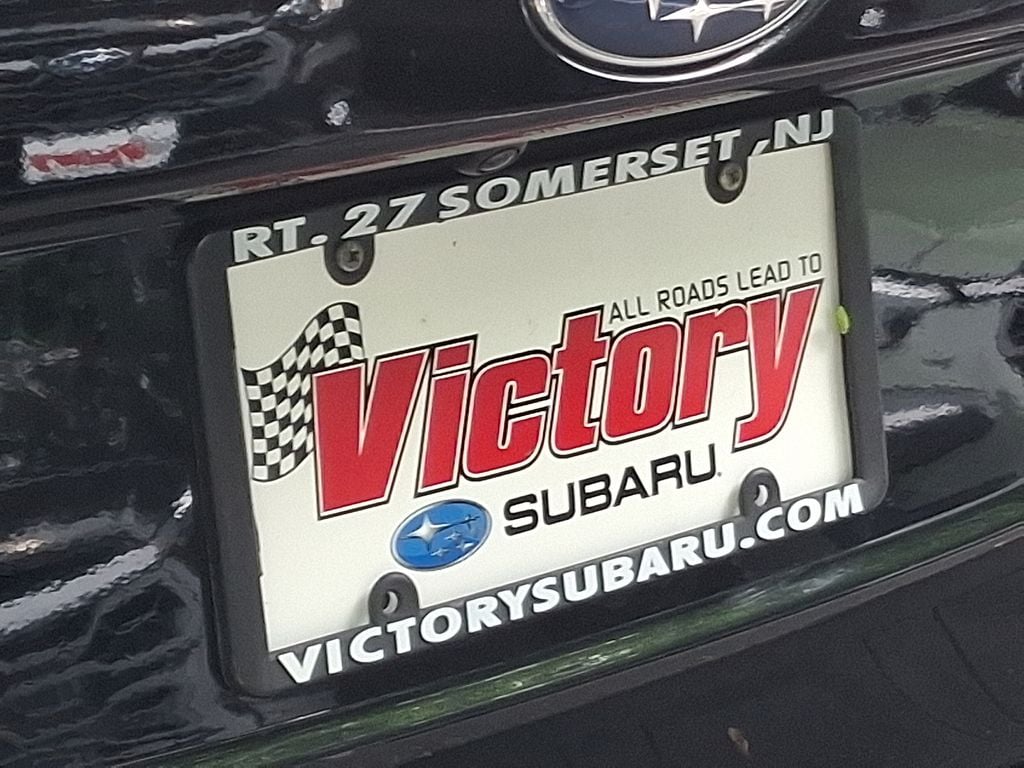 RT. 27 SOMERSET, NJ
ALL ROADS LEAD TO
Victory
SUBARU
VICTORYSUBARU.COM